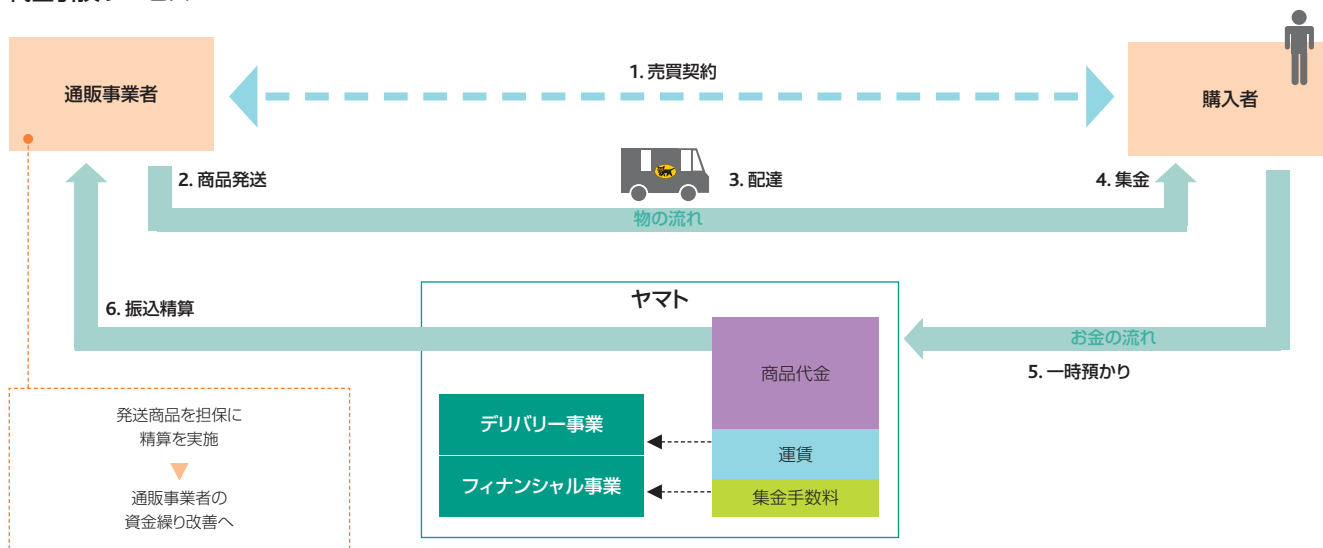 1. 売買契約
通販事業者
購入者
2. 商品発送
3. 配達
4. 集金
物の流れ
ヤマト
6. 振込精算
お金の流れ
5. 一時預かり
商品代金
デリバリー事業
運賃
フィナンシャル事業
集金手数料
発送商品を担保に
精算を実施
通販事業者の
資金繰り改善へ